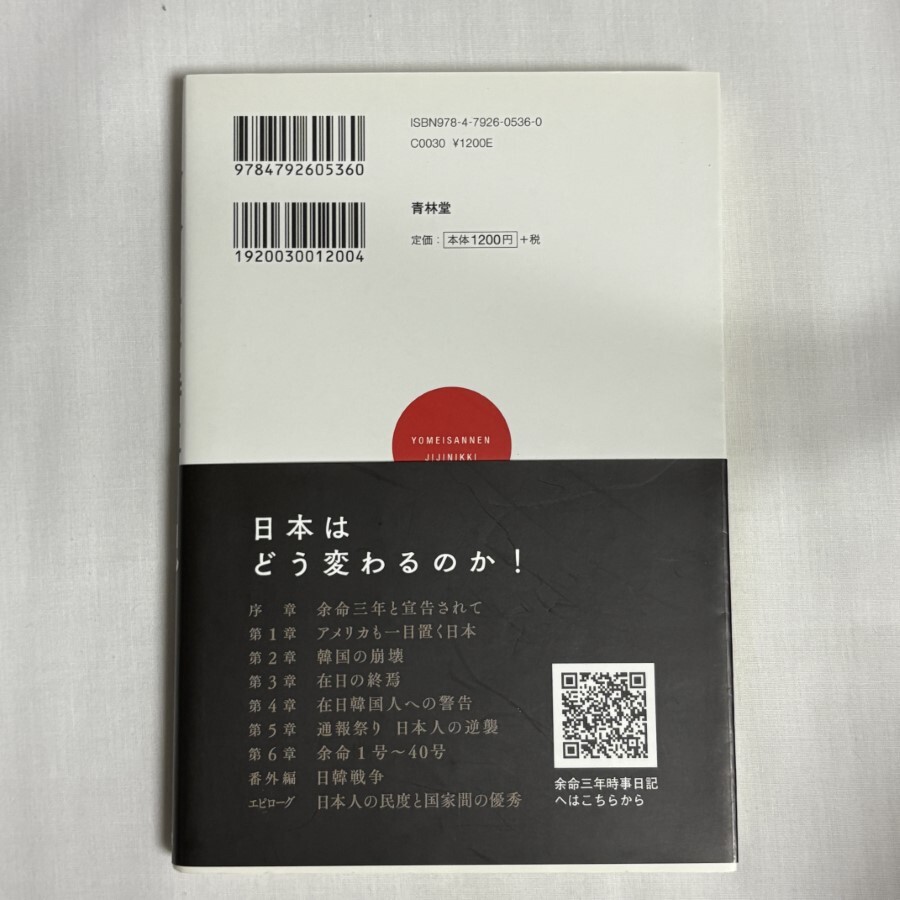 ISBN978-4-7926-0536-0
C0030 ¥1200E
9784792605360
青林堂
定価：本体1200円+税
1920030012004
YOMEISANNEN
JIJINIKKI
日本は
どう変わるのか！
序　章　余命三年と宣告されて
第1章　アメリカも一目置く日本
第2章　韓国の崩壊
第3章　在日の終焉
第4章　在日韓国人への警告
第5章　通報祭り 日本人の逆襲
第6章　余命1号〜40号
番外編　日韓戦争
エピローグ　日本人の民度と国家間の優秀
余命三年時事日記
へはこちらから